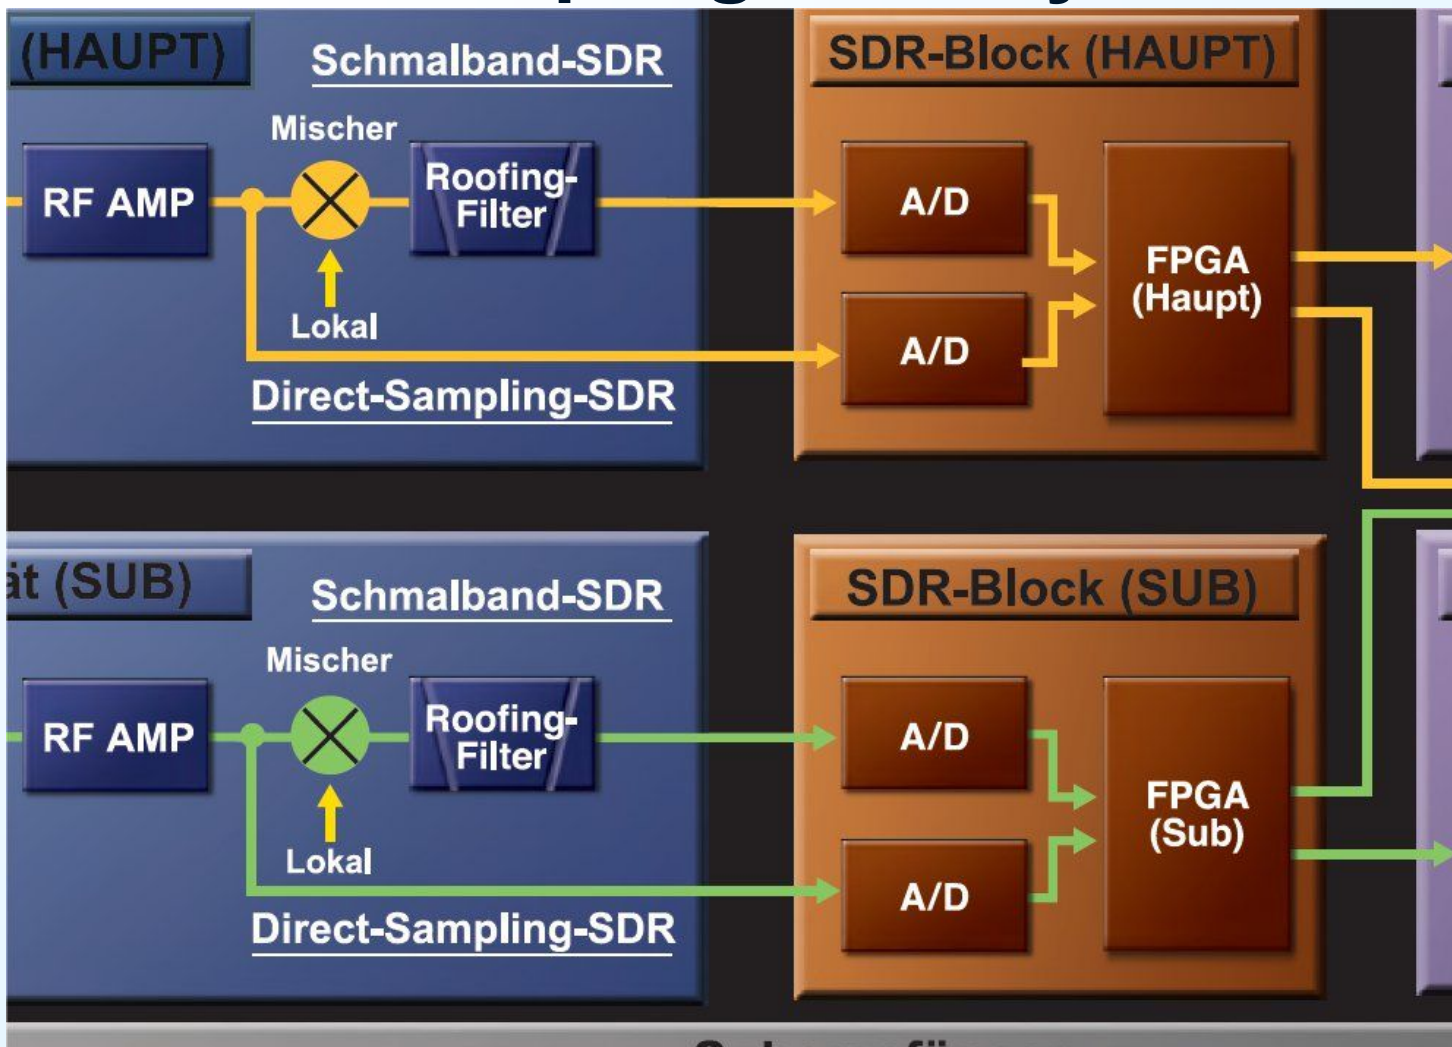 (HAUPT)
Schmalband-SDR
Mischer
RF AMP
Roofing-
Filter
Lokal
Direct-Sampling-SDR
SDR-Block (HAUPT)
A/D
A/D
FPGA
(Haupt)
ät (SUB)
Schmalband-SDR
Mischer
RF AMP
Roofing-
Filter
Lokal
Direct-Sampling-SDR
SDR-Block (SUB)
A/D
A/D
FPGA
(Sub)